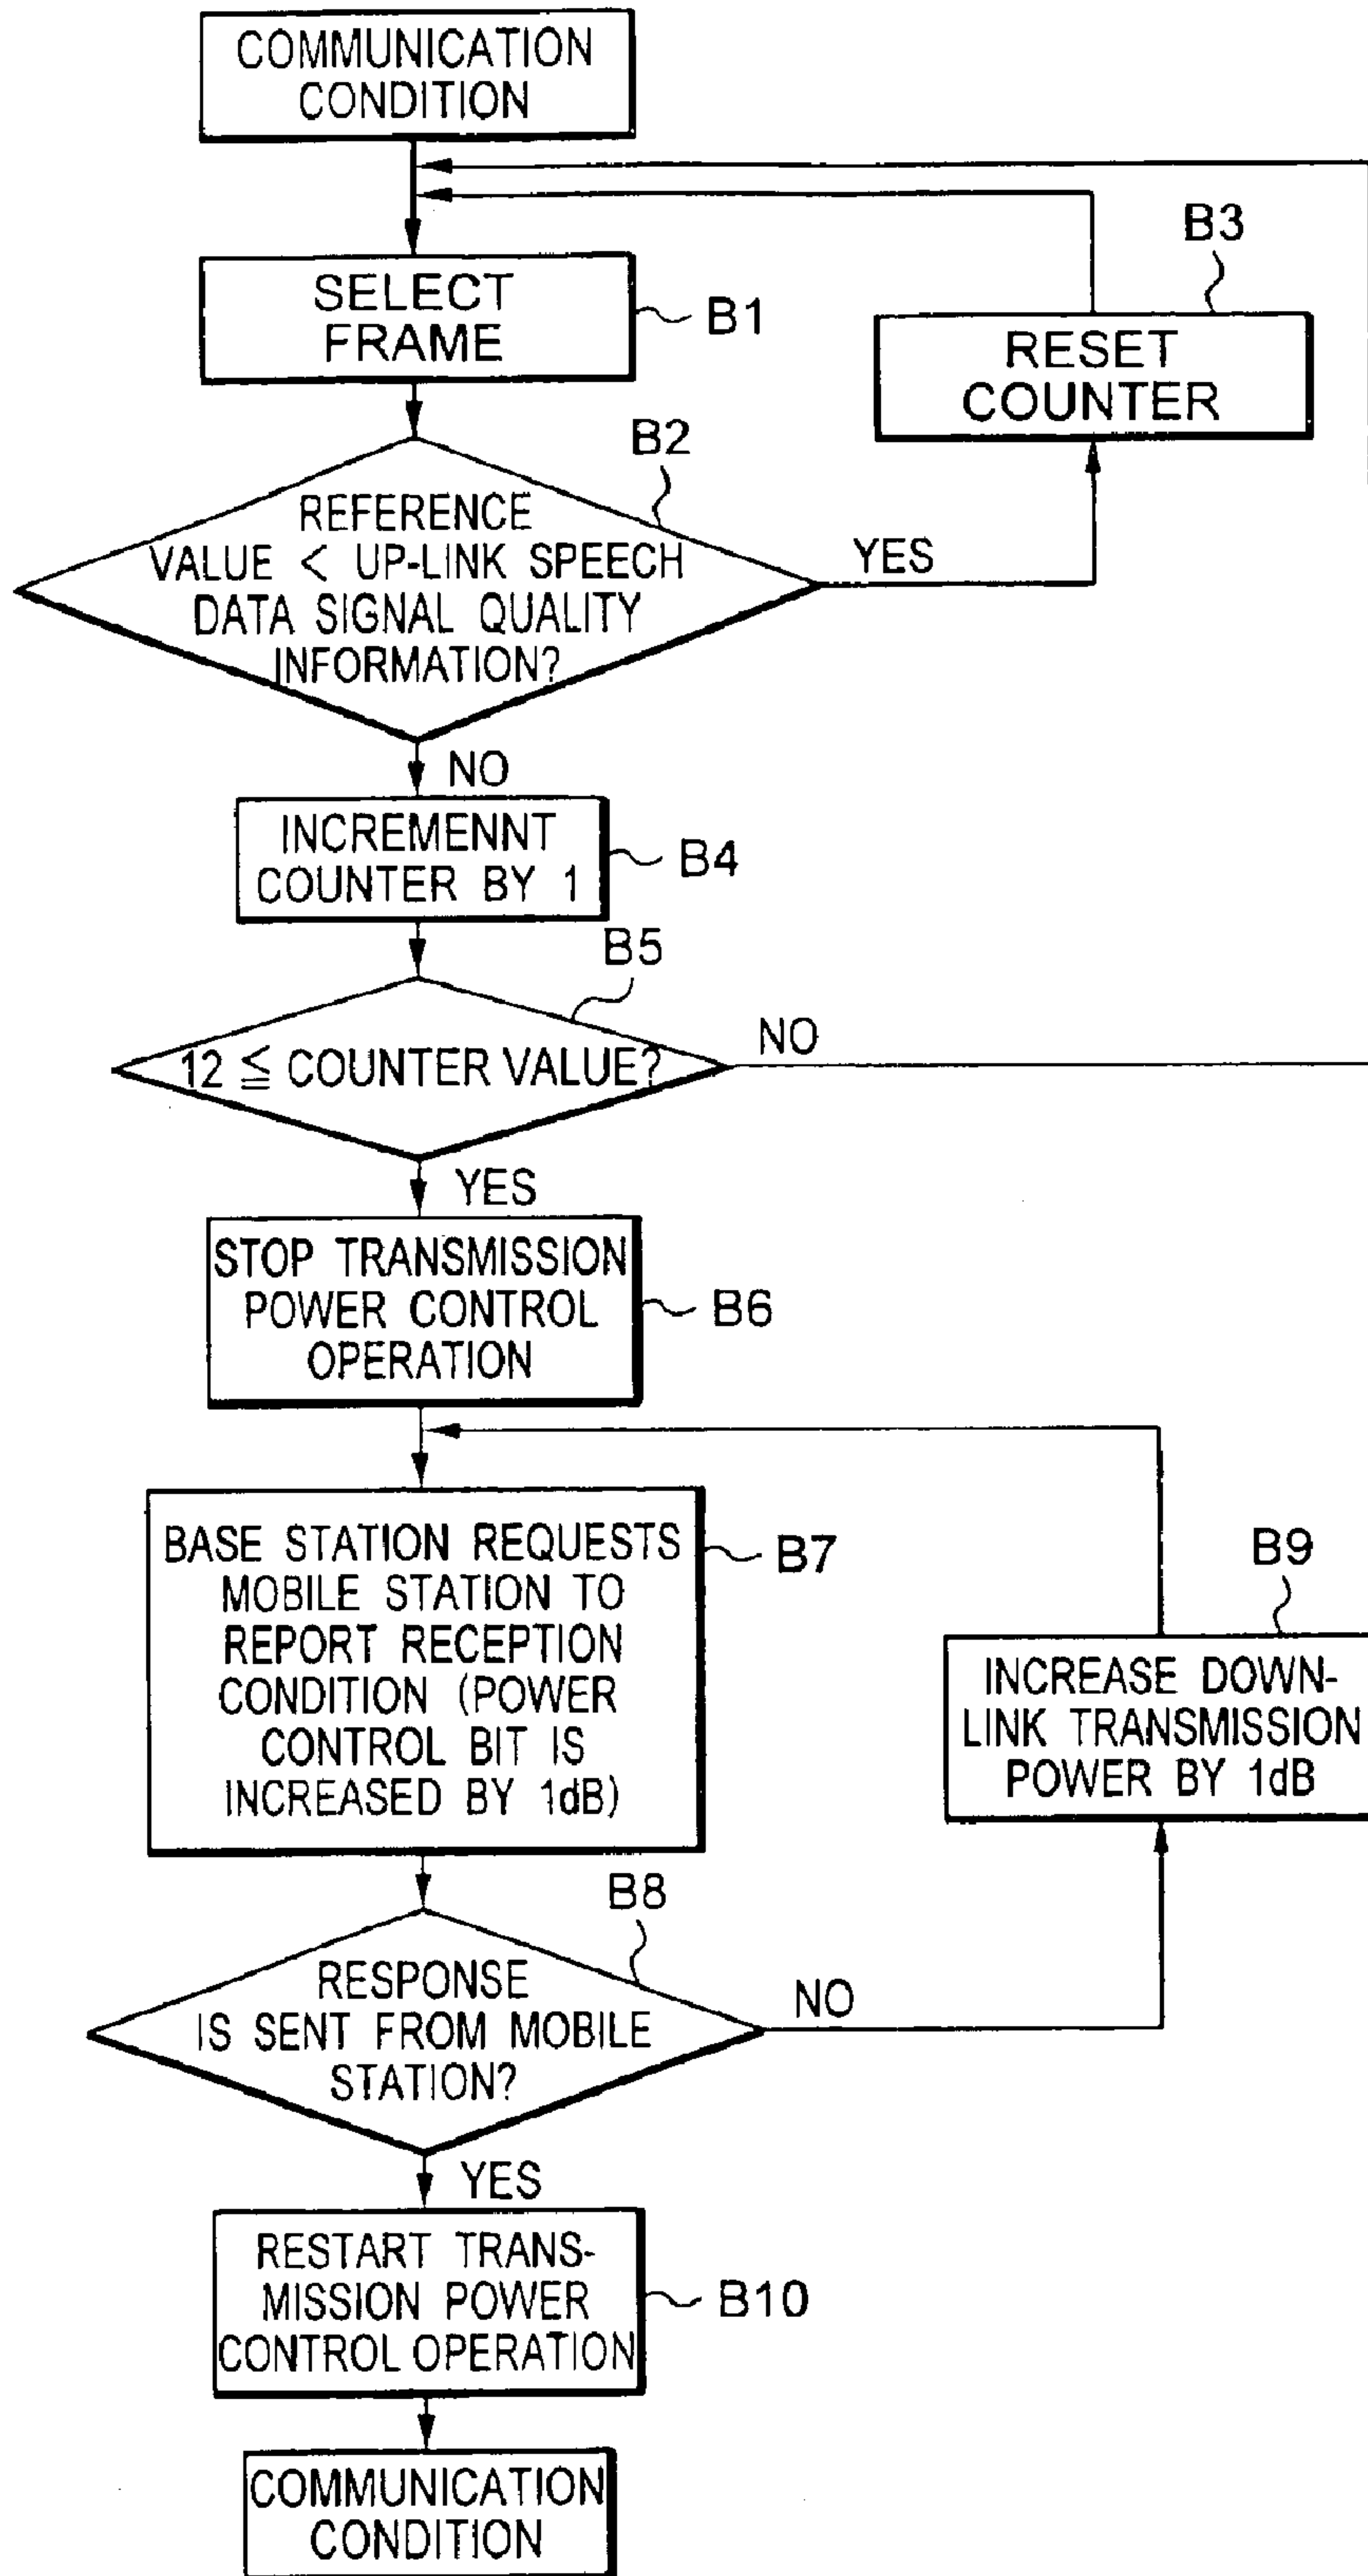 COMMUNICATION
CONDITION
SELECT
FRAME
B1
B3
RESET
COUNTER
B2
REFERENCE
VALUE < UP-LINK SPEECH
DATA SIGNAL QUALITY
INFORMATION?
YES
NO
INCREMENNT
COUNTER BY 1
B4
B5
12 ≦ COUNTER VALUE?
NO
YES
STOP TRANSMISSION
POWER CONTROL
OPERATION
B6
BASE STATION REQUESTS
MOBILE STATION TO
REPORT RECEPTION
CONDITION (POWER
CONTROL BIT IS
INCREASED BY 1dB)
B7
B9
INCREASE DOWN-
LINK TRANSMISSION
POWER BY 1dB
B8
RESPONSE
IS SENT FROM MOBILE
STATION?
NO
YES
RESTART TRANS-
MISSION POWER
CONTROL OPERATION
B10
COMMUNICATION
CONDITION